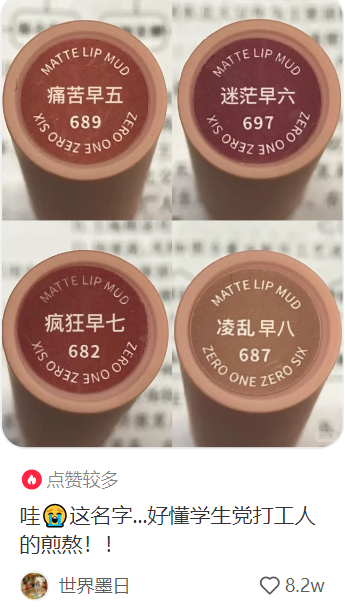 MATTE LIP MUD
痛苦早五
689
ZERO ONE ZERO SIX
MATTE LIP MUD
迷茫早六
697
ZERO ONE ZERO SIX
MATTE LIP MUD
疯狂早七
682
ZERO ONE ZERO SIX
MATTE LIP MUD
凌乱早八
687
ZERO ONE ZERO SIX
点赞较多
哇😭这名字...好懂学生党打工人
的煎熬！！
世界墨日
8.2w